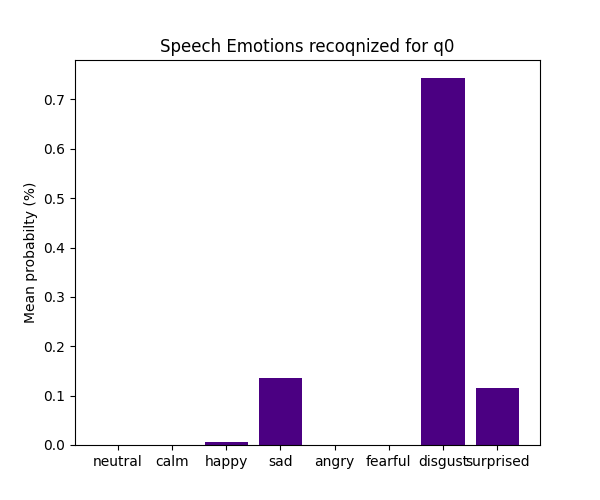 Speech Emotions recoqnized for q0
Mean probabilty (%)
0.7
0.6
0.5
0.4
0.3
0.2
0.1
0.0
neutral calm happy sad angry fearful disgust surprised